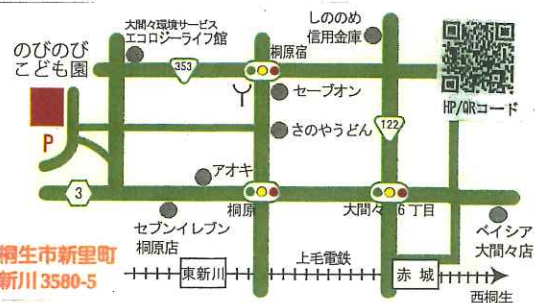 大間々環境サービス
エコロジーライフ館
しののめ
信用金庫
のびのび
こども園
桐原宿
353
セーブオン
HP/QRコード
P
さのやうどん
122
アオキ
3
桐原
大間々 6丁目
セブンイレブン
桐原店
ベイシア
大間々店
桐生市新里町
新川 3580-5
上毛電鉄
東新川
赤城
西桐生